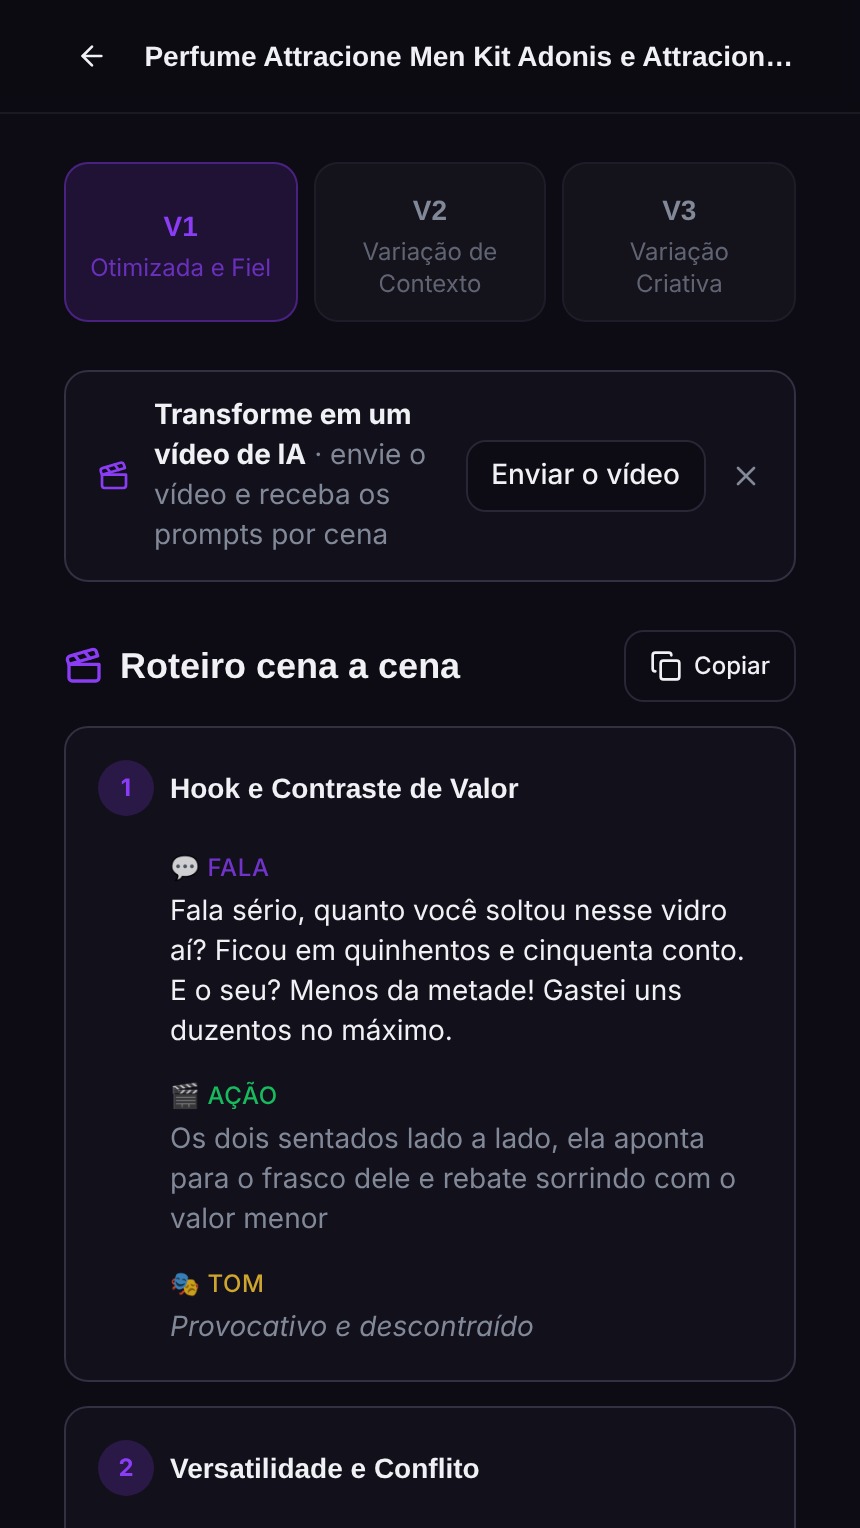 Perfume Attracione Men Kit Adonis e Attracion...
V1
Otimizada e Fiel
V2
Variação de
Contexto
V3
Variação
Criativa
Transforme em um
vídeo de IA · envie o
vídeo e receba os
prompts por cena
Enviar o vídeo
Roteiro cena a cena
Copiar
1
Hook e Contraste de Valor
💬 FALA
Fala sério, quanto você soltou nesse vidro
aí? Ficou em quinhentos e cinquenta conto.
E o seu? Menos da metade! Gastei uns
duzentos no máximo.
🎬 AÇÃO
Os dois sentados lado a lado, ela aponta
para o frasco dele e rebate sorrindo com o
valor menor
🎭 TOM
Provocativo e descontraído
2
Versatilidade e Conflito